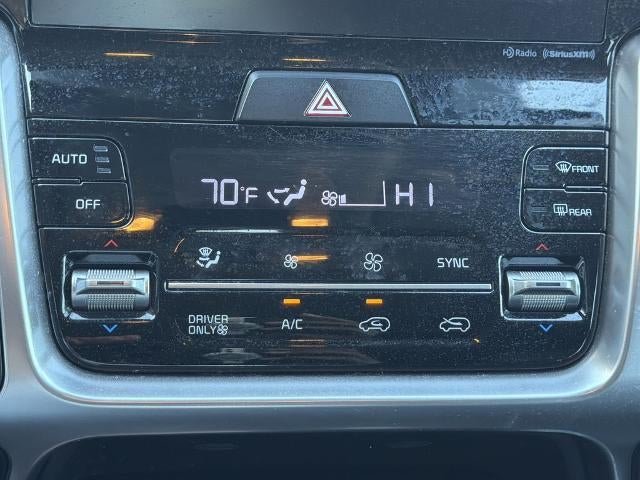 HD Radio SiriusXM
AUTO
OFF
70°F HI
FRONT
REAR
SYNC
DRIVER
ONLY
A/C